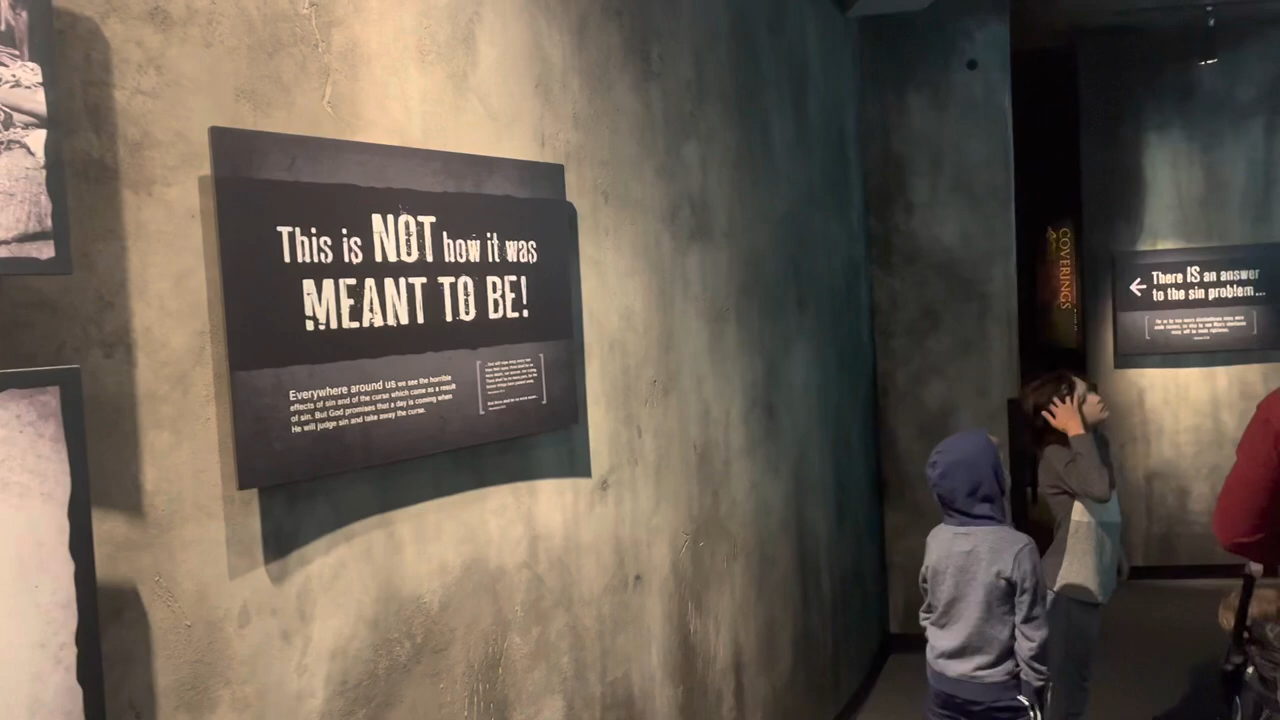 This is NOT how it was
MEANT TO BE!
Everywhere around us we see the horrible
effects of sin and of the curse which came as a result
of sin. But God promises that a day is coming when
He will judge sin and take away the curse.
COVERINGS
← There IS an answer
to the sin problem...